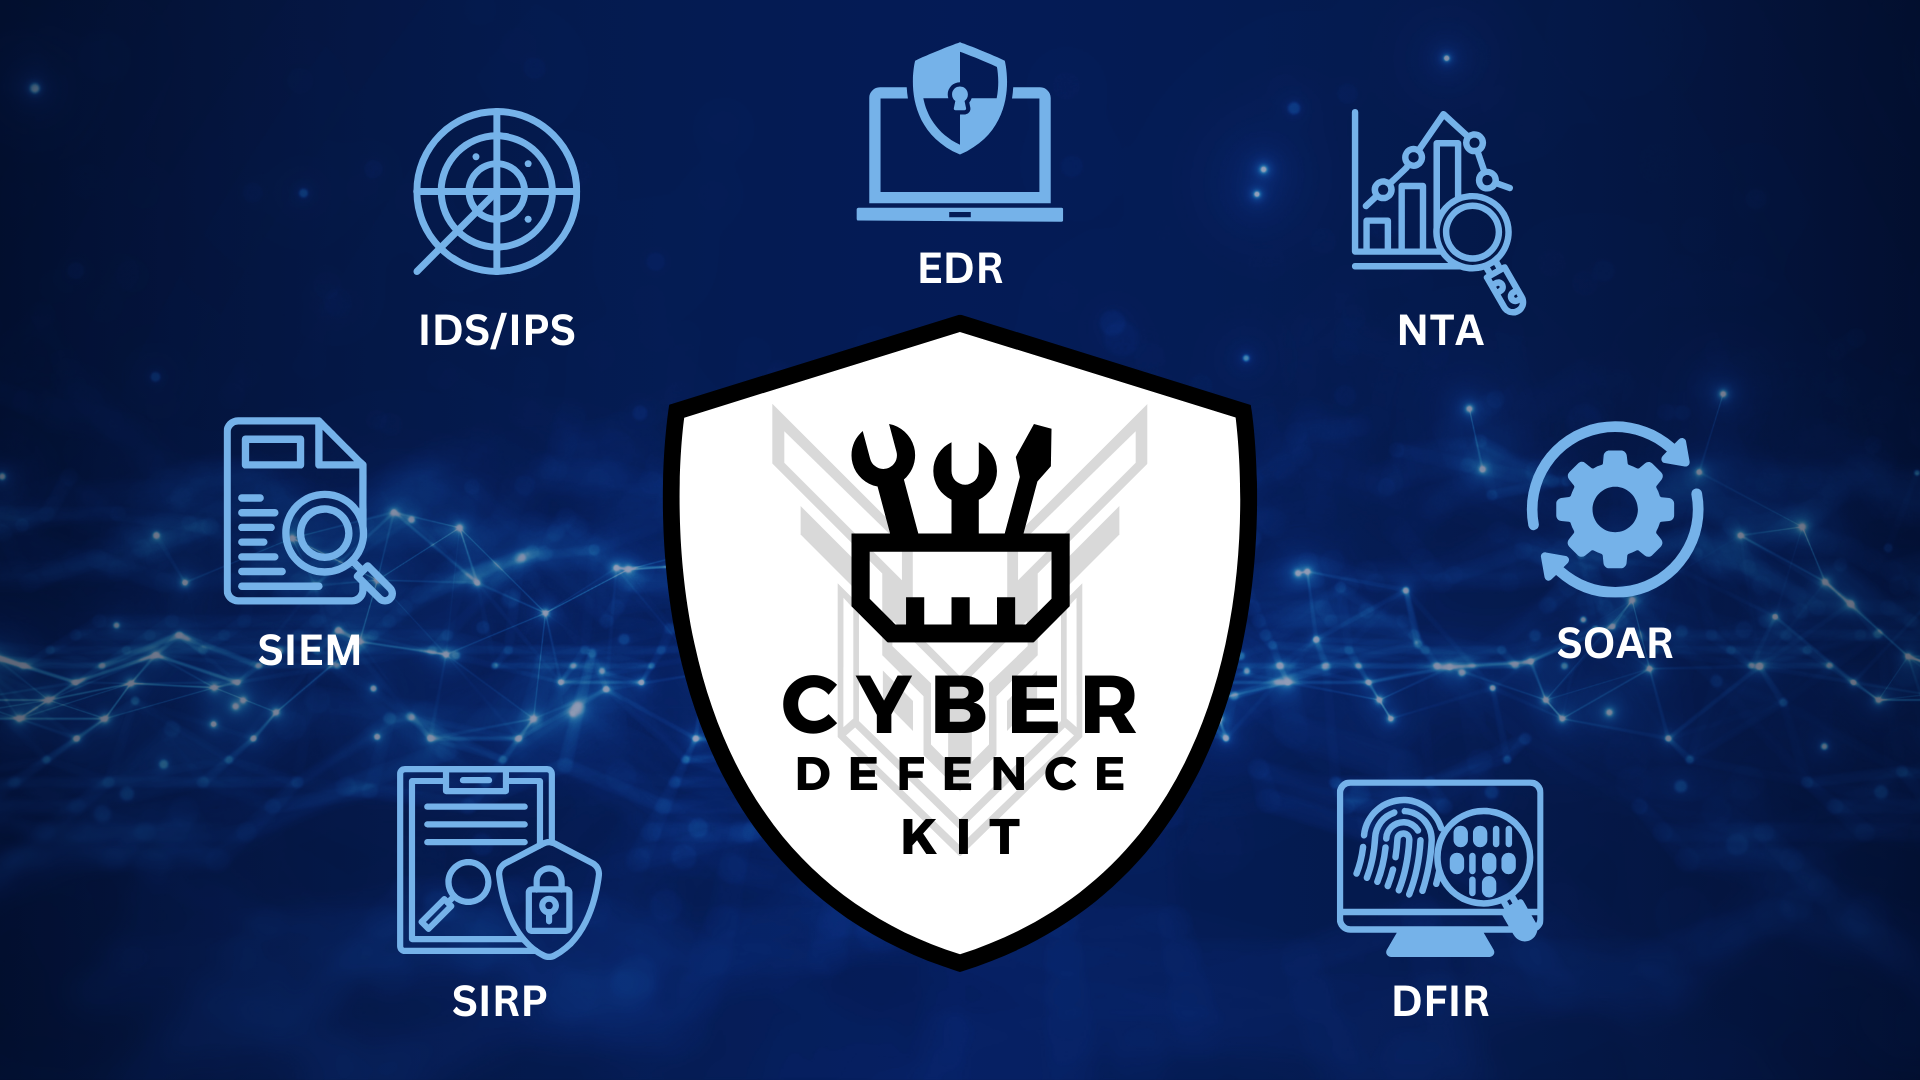 EDR
IDS/IPS
NTA
SIEM
SOAR
CYBER
DEFENCE
KIT
SIRP
DFIR